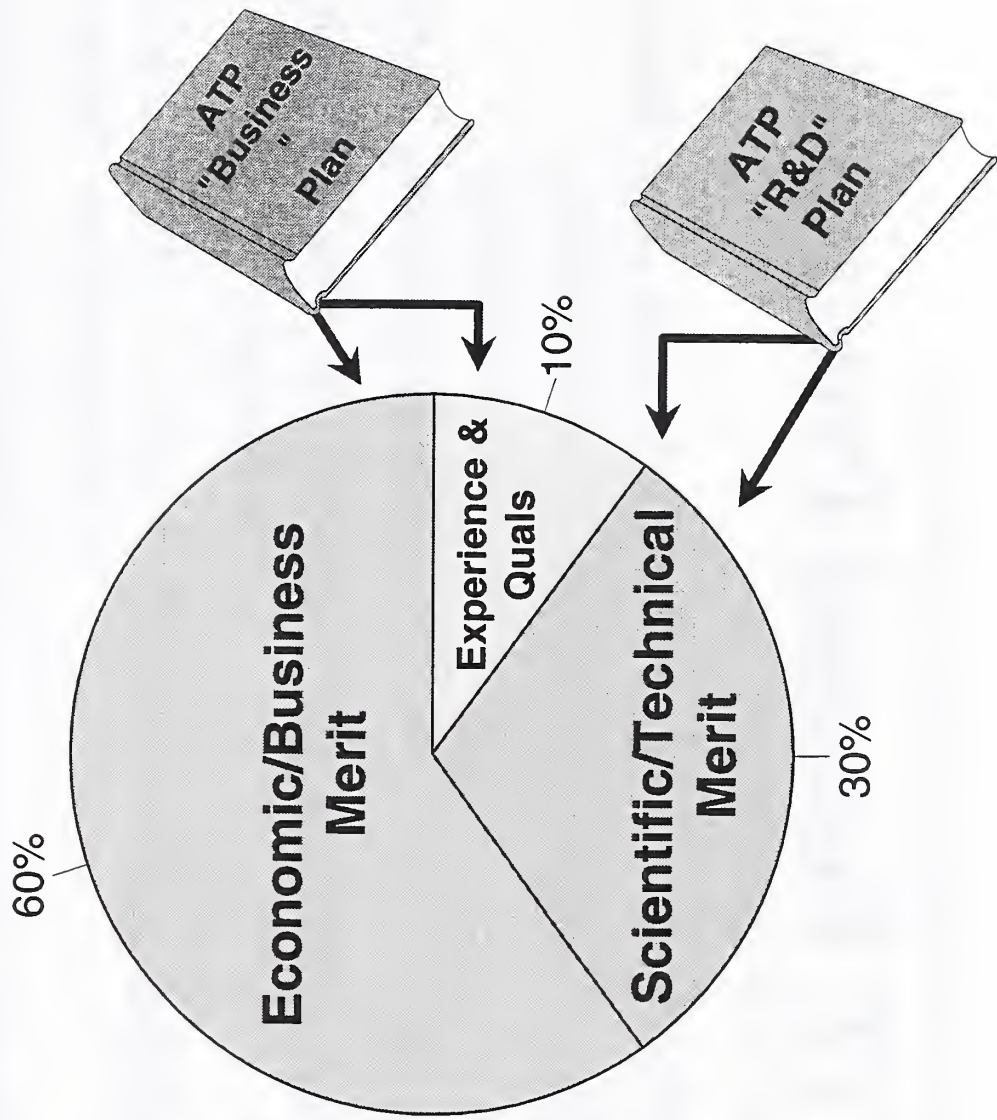 60%
Economic/Business
Merit
Experience &
Quals
10%
Scientific/Technical
Merit
30%
ATP
"Business
"
Plan
ATP
"R&D"
Plan